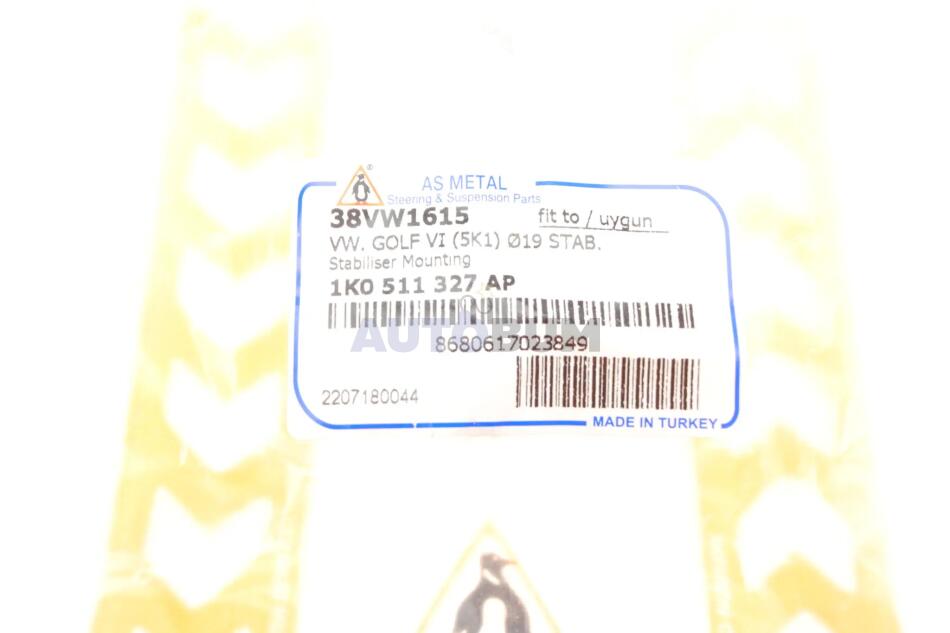 ®
AS METAL
Steering & Suspension Parts
38VW1615 fit to / uygun
VW. GOLF VI (5K1) Ø19 STAB.
Stabiliser Mounting
1K0 511 327 AP
AUTODUM
8680617023849
2207180044
MADE IN TURKEY